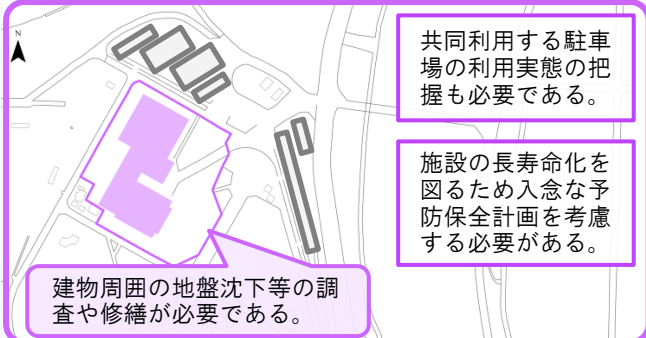 N
共同利用する駐車
場の利用実態の把
握も必要である。
施設の長寿命化を
図るため入念な予
防保全計画を考慮
する必要がある。
建物周囲の地盤沈下等の調
査や修繕が必要である。